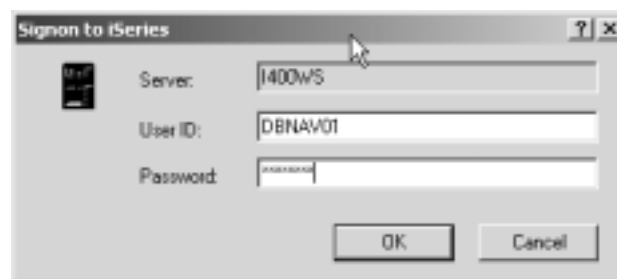 Signon to iSeries
Server: I400WS
User ID: DBNAV01
Password: ********
OK Cancel